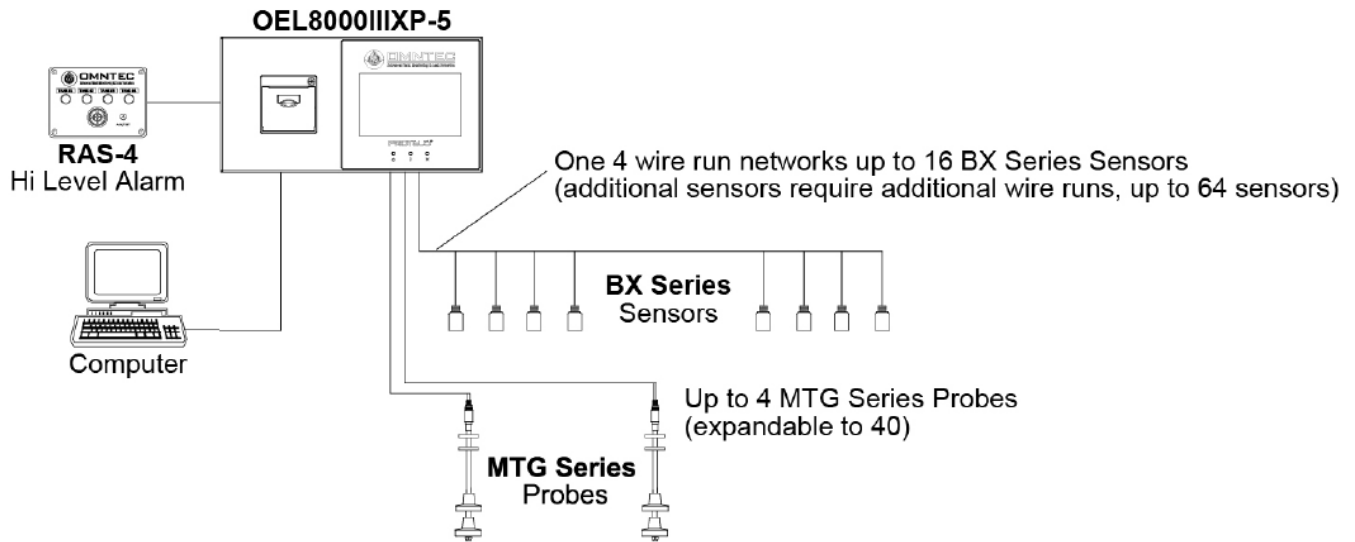 OEL8000IIIXP-5
OMNTEC
OMNTEC
RAS-4
Hi Level Alarm
One 4 wire run networks up to 16 BX Series Sensors
(additional sensors require additional wire runs, up to 64 sensors)
BX Series
Sensors
Computer
Up to 4 MTG Series Probes
(expandable to 40)
MTG Series
Probes